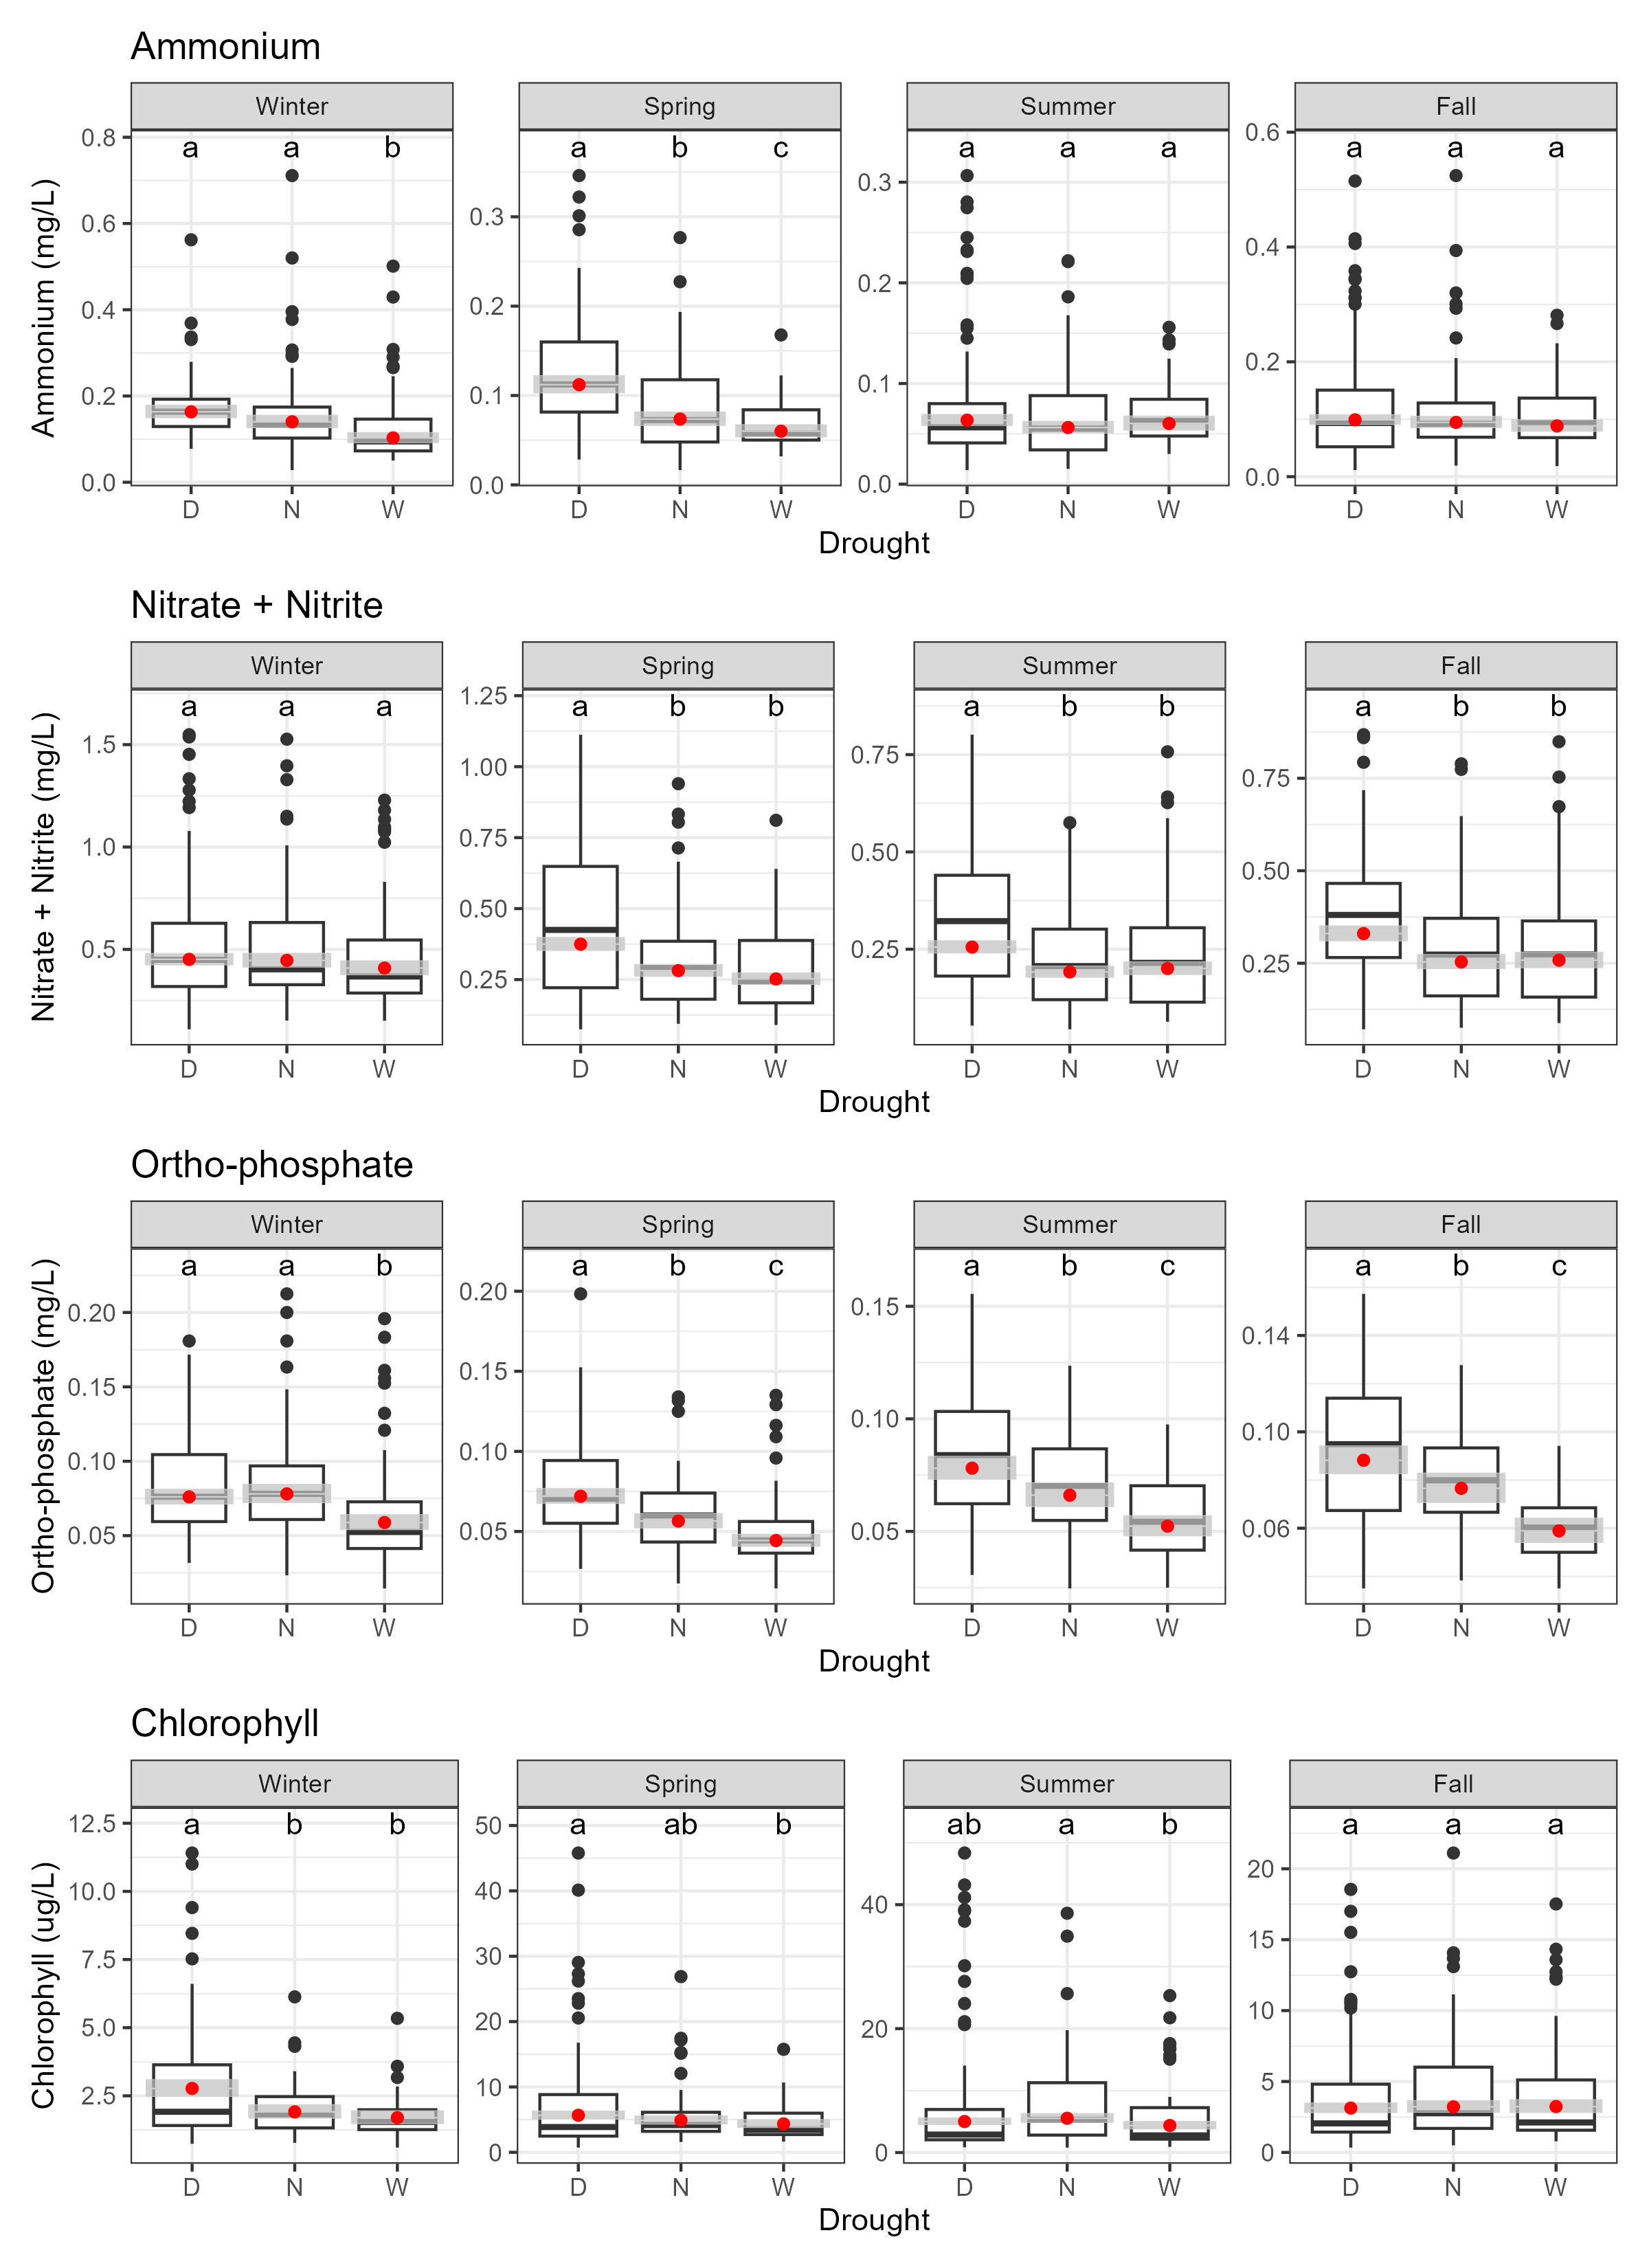 Ammonium
Winter Spring Summer Fall
a a b a b c a a a a a a
Ammonium (mg/L)
0.8 0.6 0.4 0.2 0.0
0.3 0.2 0.1 0.0
0.3 0.2 0.1 0.0
0.6 0.4 0.2 0.0
D N W D N W D N W D N W
Drought
Nitrate + Nitrite
Winter Spring Summer Fall
a a a a b b a b b a b b
Nitrate + Nitrite (mg/L)
1.5 1.0 0.5
1.25 1.00 0.75 0.50 0.25
0.75 0.50 0.25
0.75 0.50 0.25
D N W D N W D N W D N W
Drought
Ortho-phosphate
Winter Spring Summer Fall
a a b a b c a b c a b c
Ortho-phosphate (mg/L)
0.20 0.15 0.10 0.05
0.20 0.15 0.10 0.05
0.15 0.10 0.05
0.14 0.10 0.06
D N W D N W D N W D N W
Drought
Chlorophyll
Winter Spring Summer Fall
a b b a ab b ab a b a a a
Chlorophyll (ug/L)
12.5 10.0 7.5 5.0 2.5
50 40 30 20 10 0
40 20 0
20 15 10 5 0
D N W D N W D N W D N W
Drought